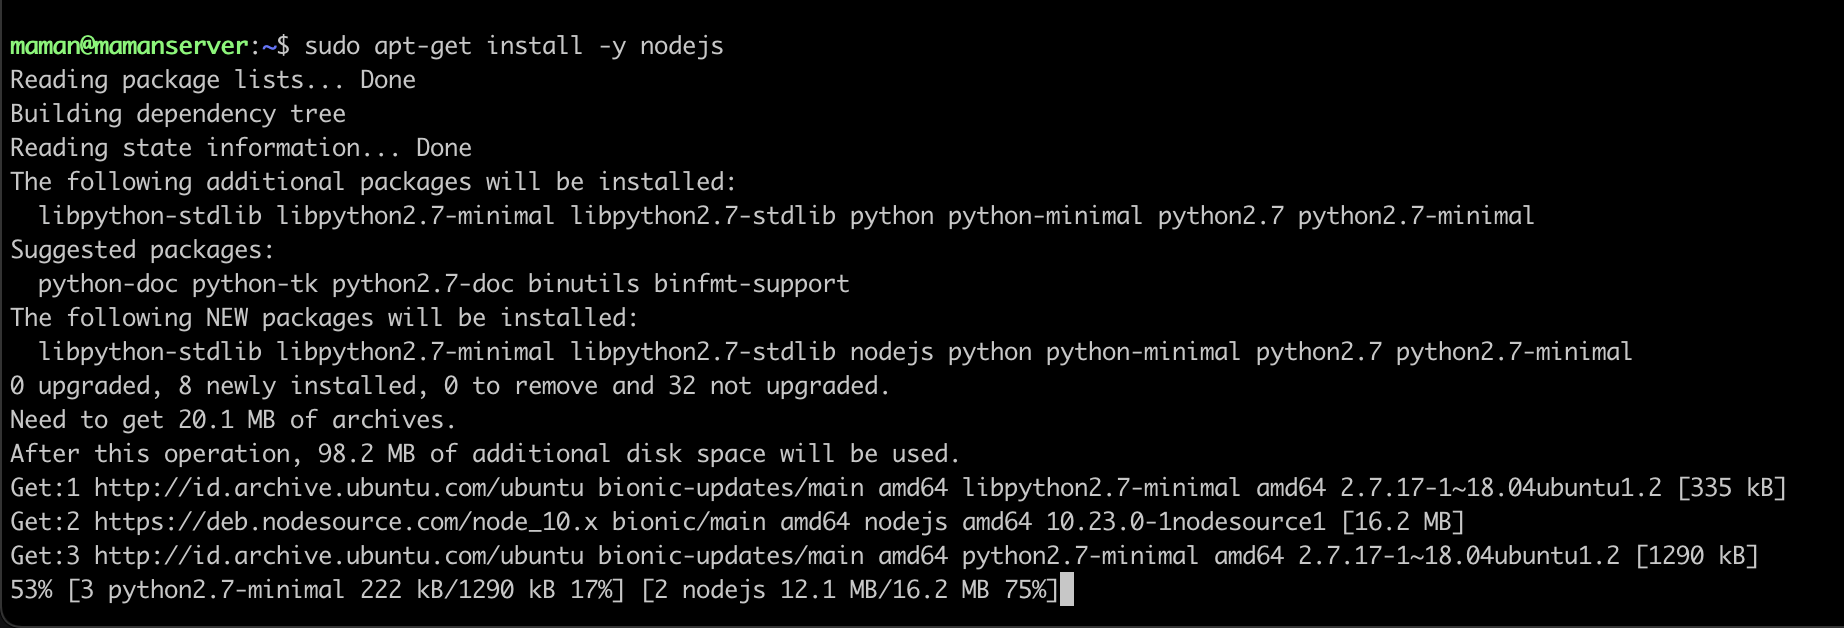 maman@mamanserver:~$ sudo apt-get install -y nodejs
Reading package lists... Done
Building dependency tree
Reading state information... Done
The following additional packages will be installed:
  libpython-stdlib libpython2.7-minimal libpython2.7-stdlib python python-minimal python2.7 python2.7-minimal
Suggested packages:
  python-doc python-tk python2.7-doc binutils binfmt-support
The following NEW packages will be installed:
  libpython-stdlib libpython2.7-minimal libpython2.7-stdlib nodejs python python-minimal python2.7 python2.7-minimal
0 upgraded, 8 newly installed, 0 to remove and 32 not upgraded.
Need to get 20.1 MB of archives.
After this operation, 98.2 MB of additional disk space will be used.
Get:1 http://id.archive.ubuntu.com/ubuntu bionic-updates/main amd64 libpython2.7-minimal amd64 2.7.17-1~18.04ubuntu1.2 [335 kB]
Get:2 https://deb.nodesource.com/node_10.x bionic/main amd64 nodejs amd64 10.23.0-1nodesource1 [16.2 MB]
Get:3 http://id.archive.ubuntu.com/ubuntu bionic-updates/main amd64 python2.7-minimal amd64 2.7.17-1~18.04ubuntu1.2 [1290 kB]
53% [3 python2.7-minimal 222 kB/1290 kB 17%] [2 nodejs 12.1 MB/16.2 MB 75%]